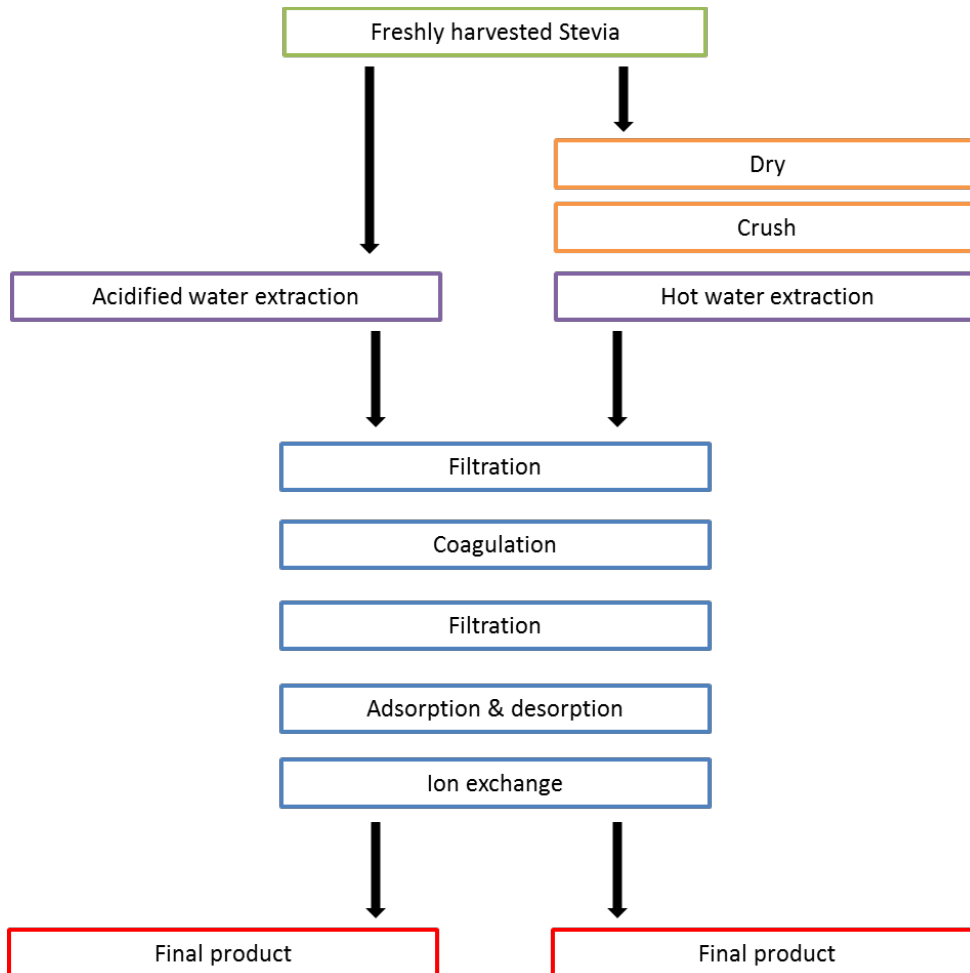 Freshly harvested Stevia
Dry
Crush
Acidified water extraction
Hot water extraction
Filtration
Coagulation
Filtration
Adsorption & desorption
Ion exchange
Final product
Final product